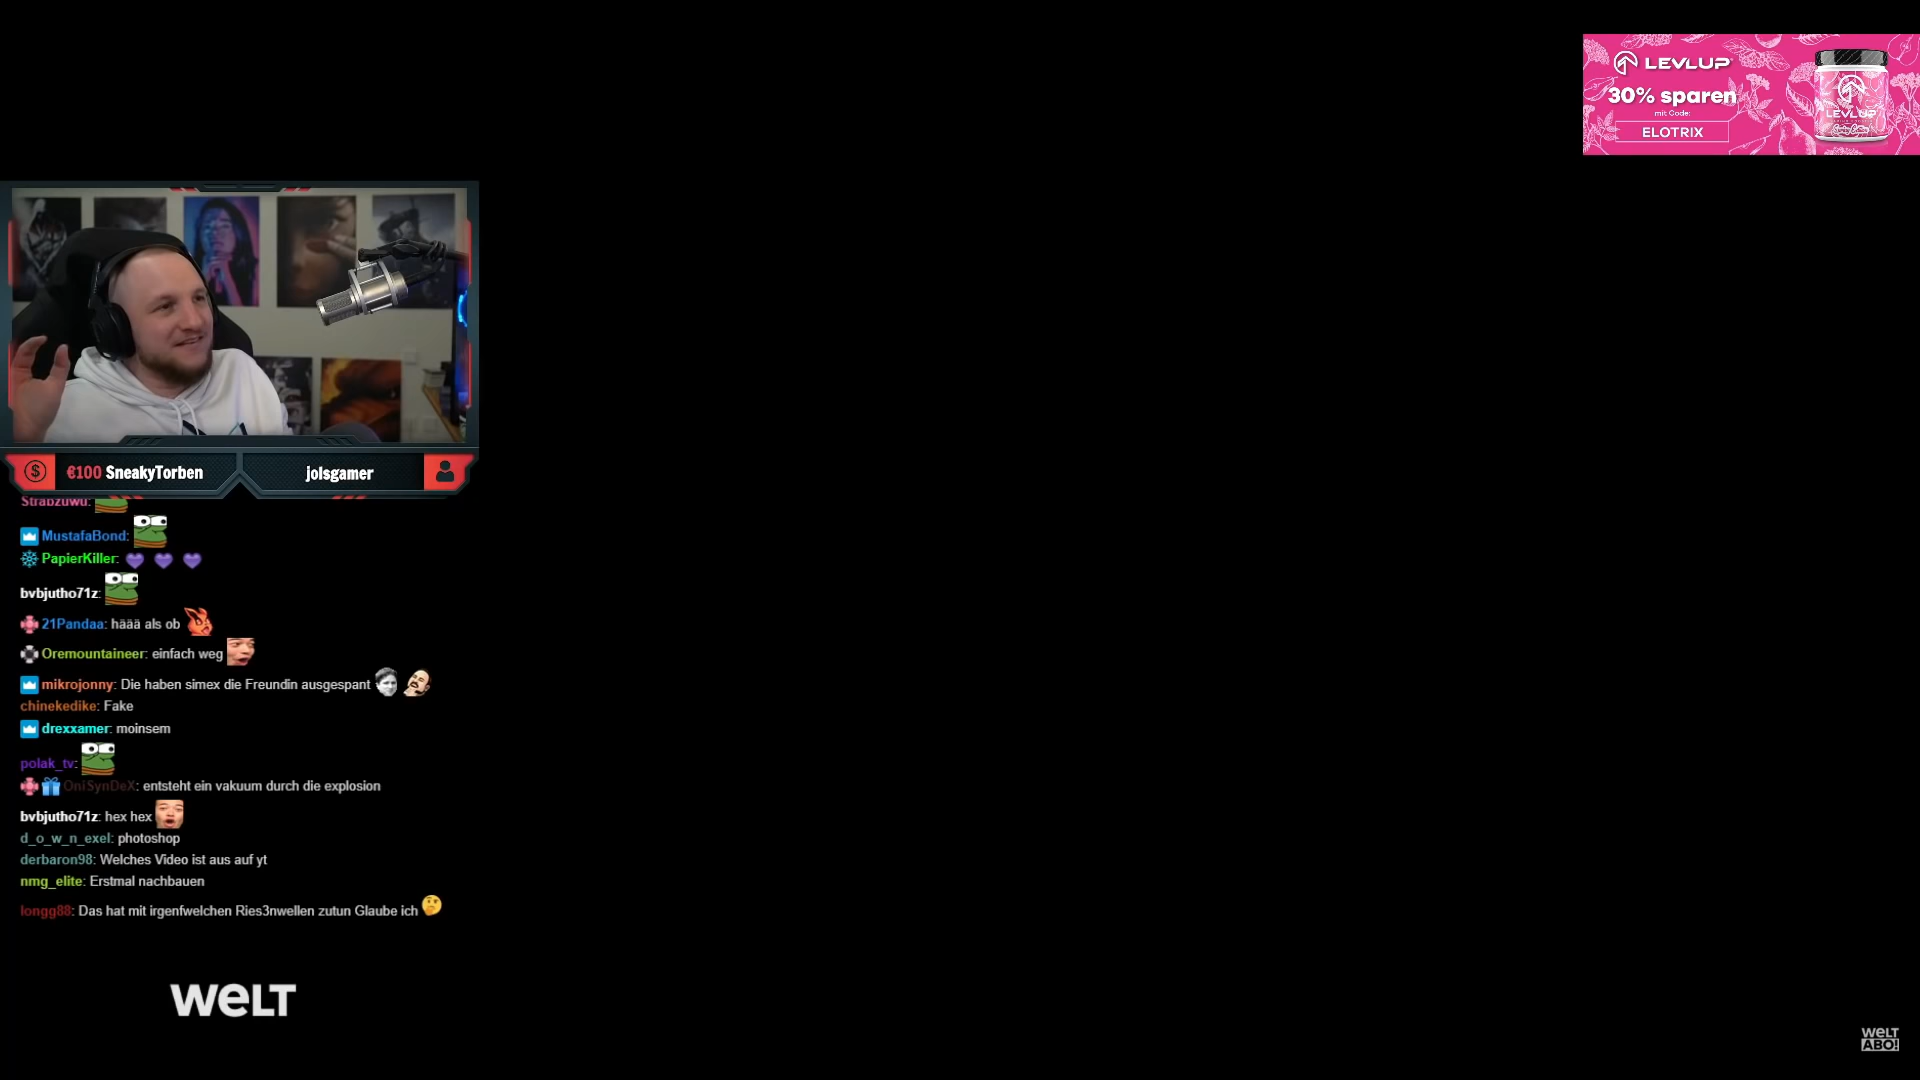 LEVLUP
30% sparen
mit Code:
ELOTRIX
LEVLUP
€100 SneakyTorben
jolsgamer
Strabzuwu:
MustafaBond:
PapierKiller:
bvbjutho71z:
21Pandaa: häää als ob
Oremountaineer: einfach weg
mikrojonny: Die haben simex die Freundin ausgespant
chinekedike: Fake
drexxamer: moinsem
polak_tv:
OniSynDeX: entsteht ein vakuum durch die explosion
bvbjutho71z: hex hex
d_o_w_n_exel: photoshop
derbaron98: Welches Video ist aus auf yt
nmg_elite: Erstmal nachbauen
longg88: Das hat mit irgenfwelchen Ries3nwellen zutun Glaube ich
WELT
WELT
ABO!